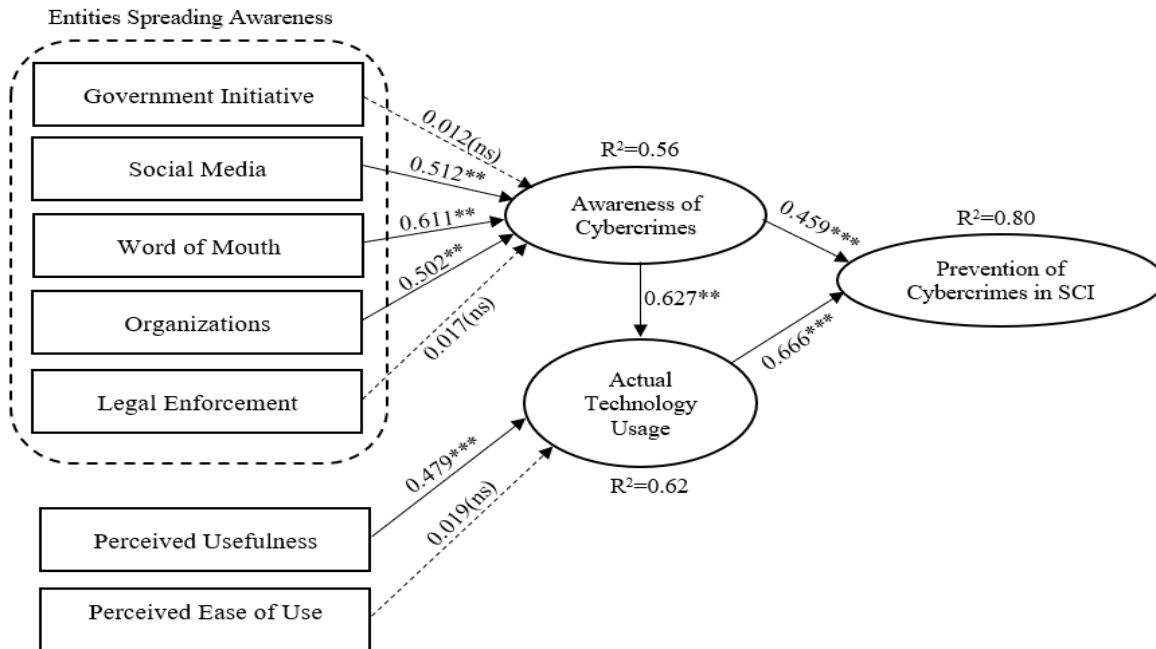 Entities Spreading Awareness
Government Initiative
Social Media
Word of Mouth
Organizations
Legal Enforcement
Perceived Usefulness
Perceived Ease of Use
0.012(ns)
0.512**
0.611**
0.502**
0.017(ns)
0.479***
0.019(ns)
R²=0.56
Awareness of
Cybercrimes
0.627**
Actual
Technology
Usage
R²=0.62
0.459***
0.666***
R²=0.80
Prevention of
Cybercrimes in SCI